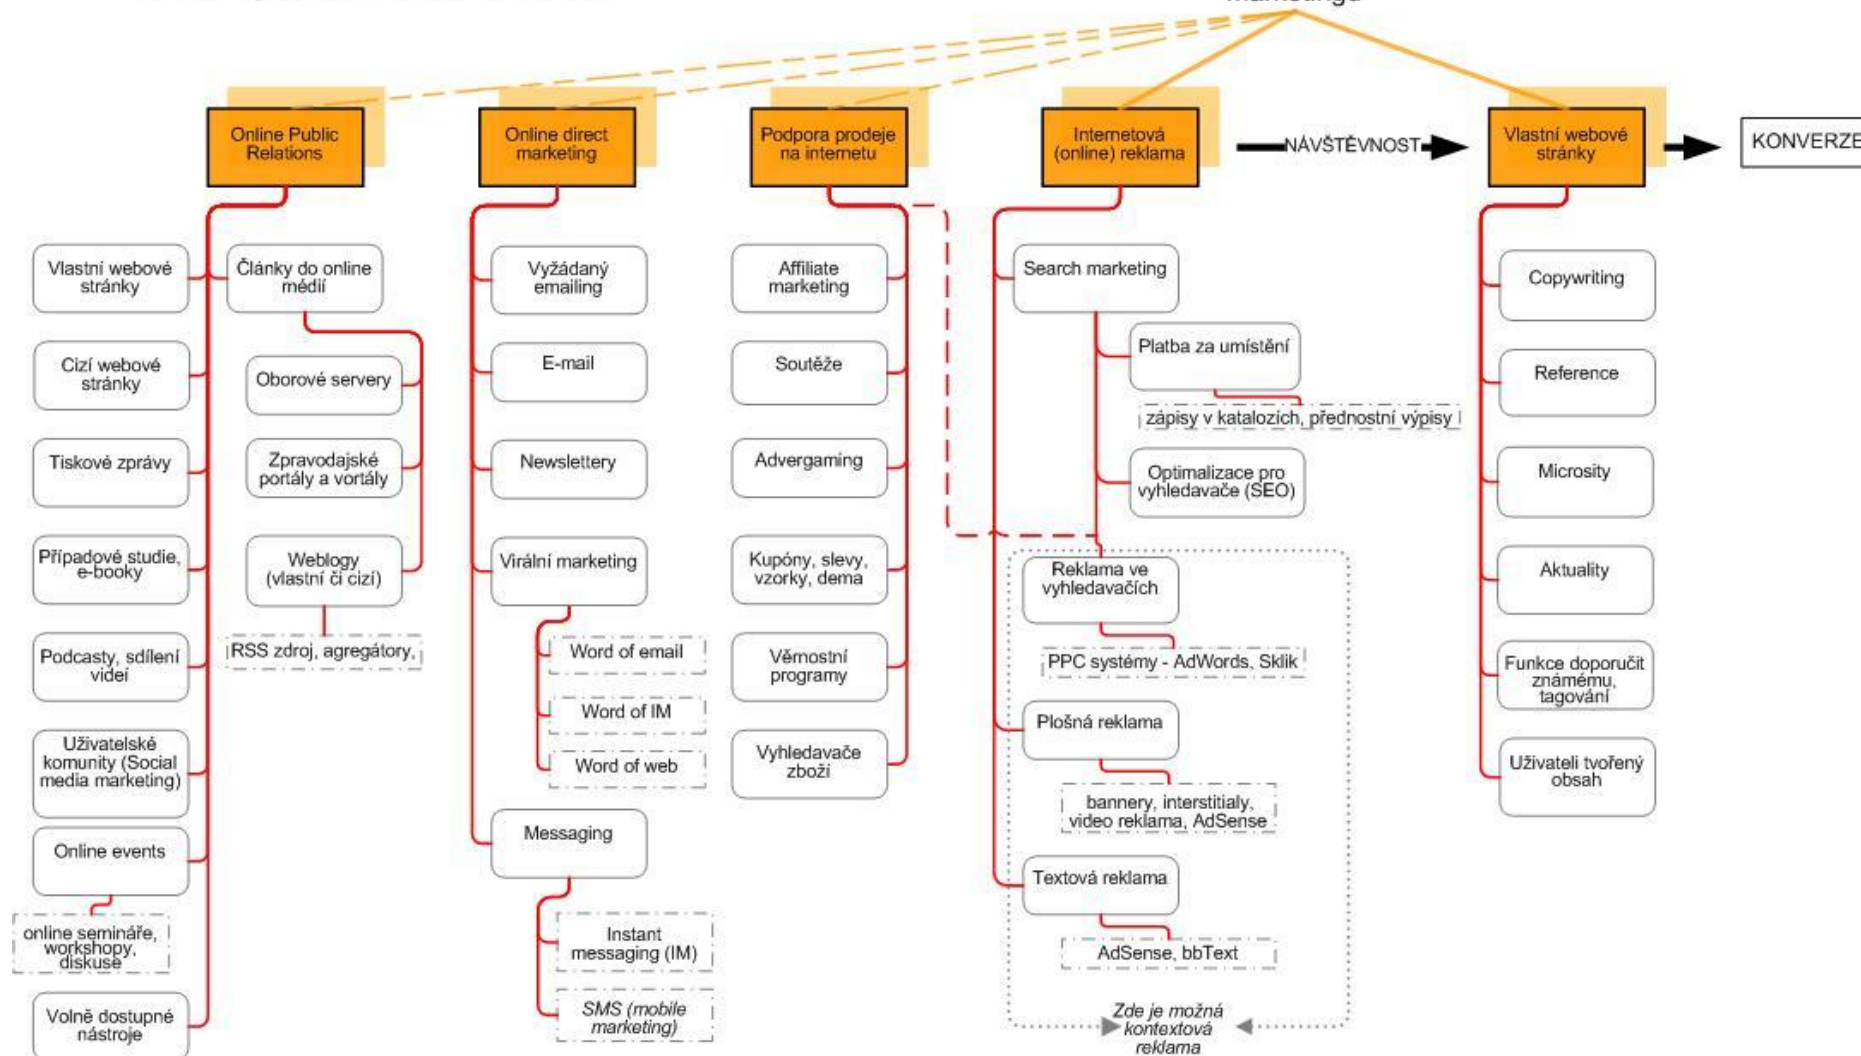 Online Public
Relations
Online direct
marketing
Podpora prodeje
na internetu
Internetová
(online) reklama
NÁVŠTĚVNOST
Vlastní webové
stránky
KONVERZE
Vlastní webové
stránky
Cizí webové
stránky
Tiskové zprávy
Případové studie,
e-booky
Podcasty, sdílení
videí
Uživatelské
komunity (Social
media marketing)
Online events
online semináře,
workshopy,
diskuse
Volně dostupné
nástroje
Články do online
médií
Oborové servery
Zpravodajské
portály a vortály
Weblogy
(vlastní či cizí)
RSS zdroj, agregátory,
Vyžádaný
emailing
E-mail
Newslettery
Virální marketing
Word of email
Word of IM
Word of web
Messaging
Instant
messaging (IM)
SMS (mobile
marketing)
Affiliate
marketing
Soutěže
Advergaming
Kupóny, slevy,
vzorky, dema
Věrnostní
programy
Vyhledavače
zboží
Search marketing
Platba za umístění
zápisy v katalozích, přednostní výpisy
Optimalizace pro
vyhledavače (SEO)
Reklama ve
vyhledavačích
PPC systémy - AdWords, Sklik
Plošná reklama
bannery, interstitialy,
video reklama, AdSense
Textová reklama
AdSense, bbText
Zde je možná
kontextová
reklama
Copywriting
Reference
Microsity
Aktuality
Funkce doporučit
známému,
tagování
Uživateli tvořený
obsah